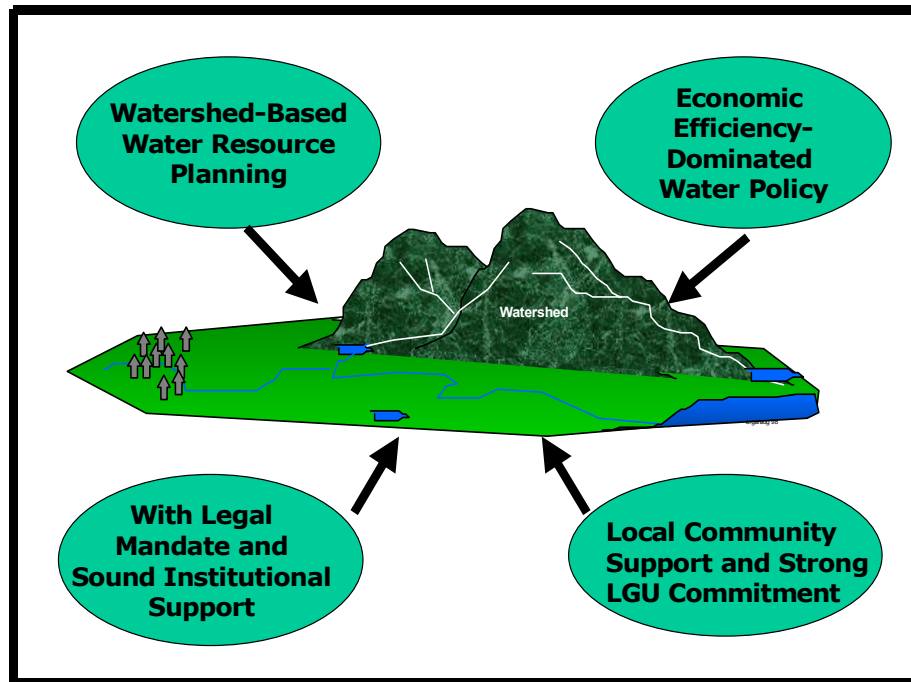 Watershed-Based
Water Resource
Planning
Economic
Efficiency-
Dominated
Water Policy
Watershed
With Legal
Mandate and
Sound Institutional
Support
Local Community
Support and Strong
LGU Commitment